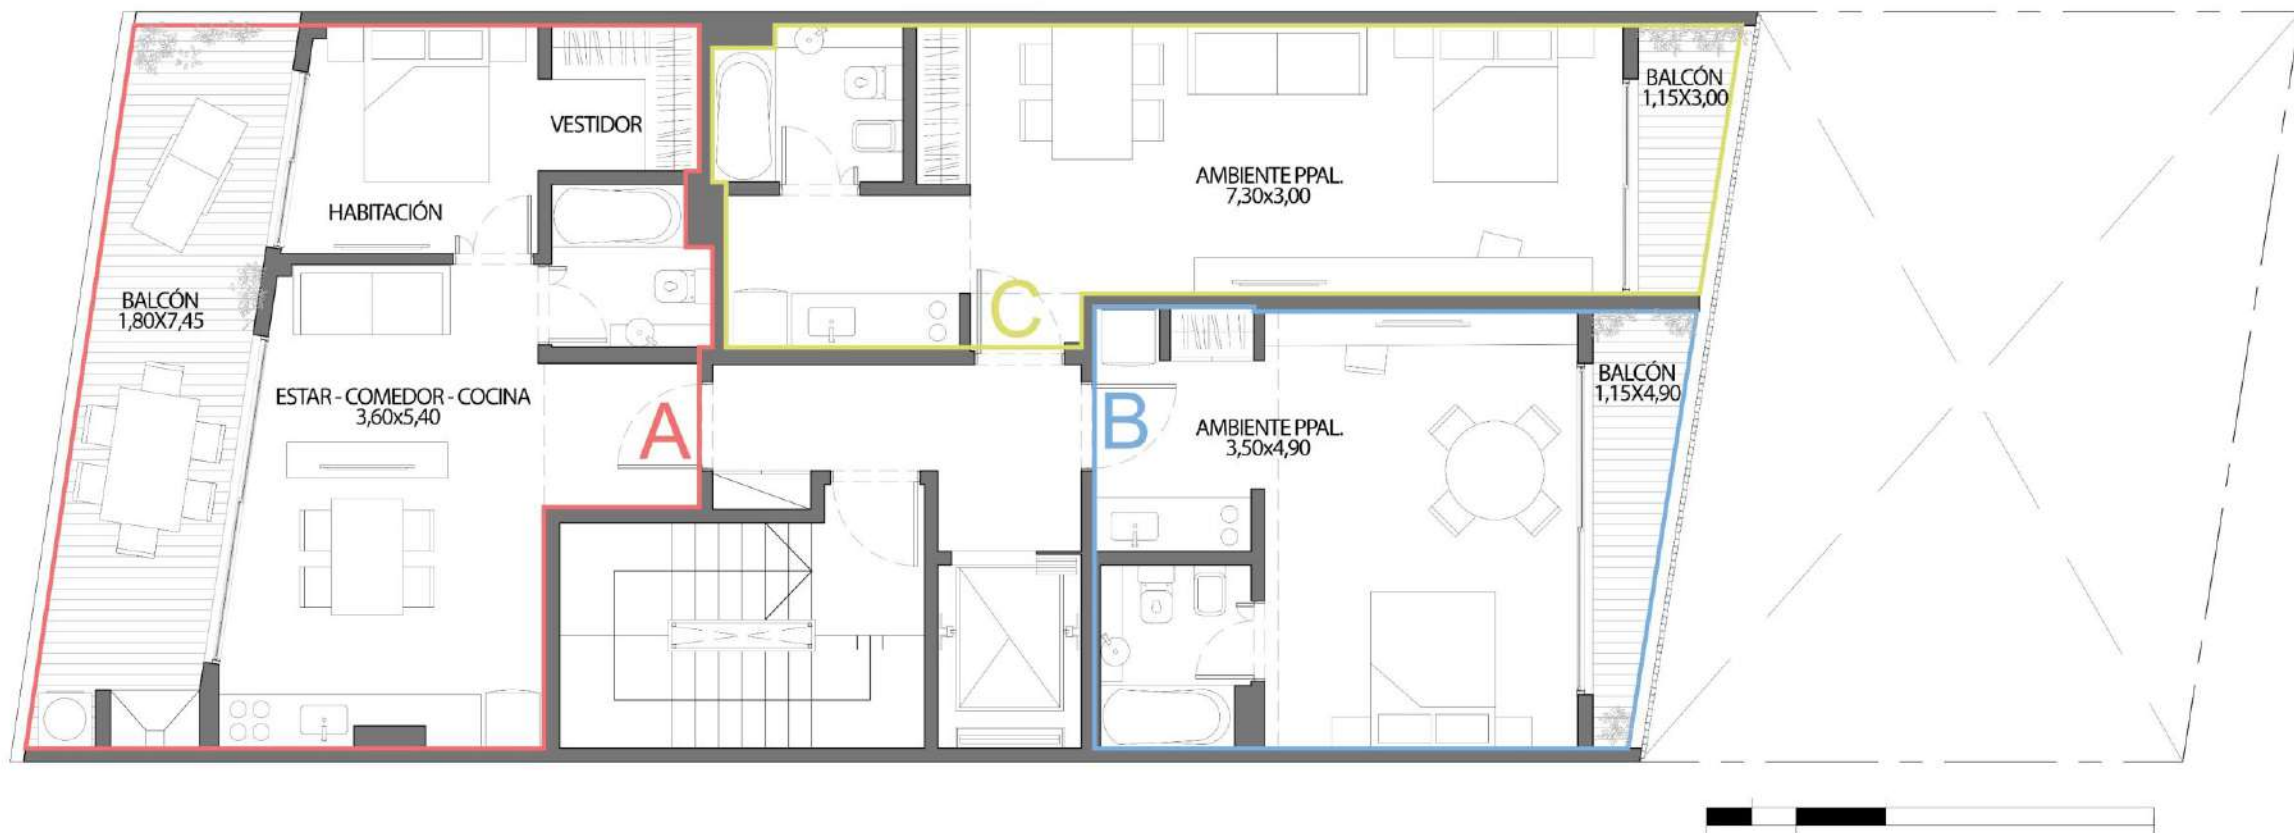 VESTIDOR
HABITACIÓN
BALCÓN
1,80X7,45
ESTAR - COMEDOR - COCINA
3,60x5,40
A
BALCÓN
1,15X3,00
AMBIENTE PPAL.
7,30x3,00
C
BALCÓN
1,15X4,90
B
AMBIENTE PPAL.
3,50x4,90